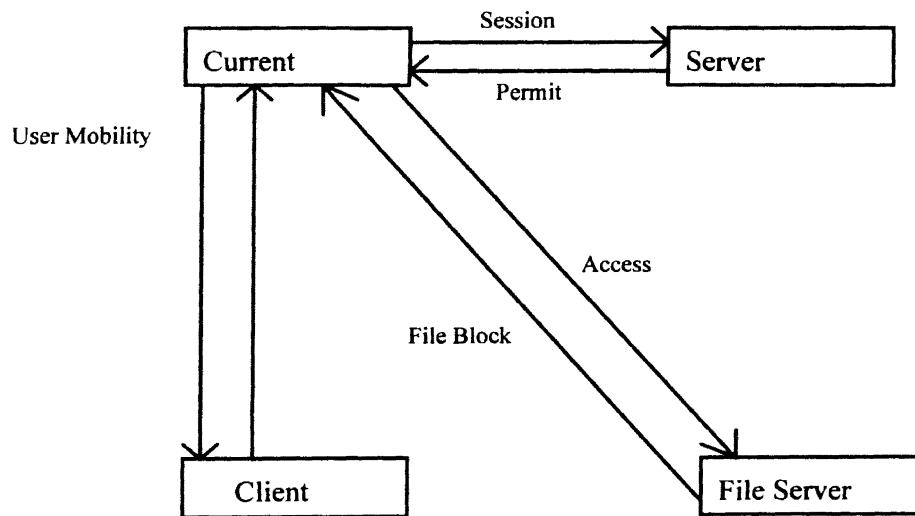 Session
Current
Server
Permit
User Mobility
Access
File Block
Client
File Server